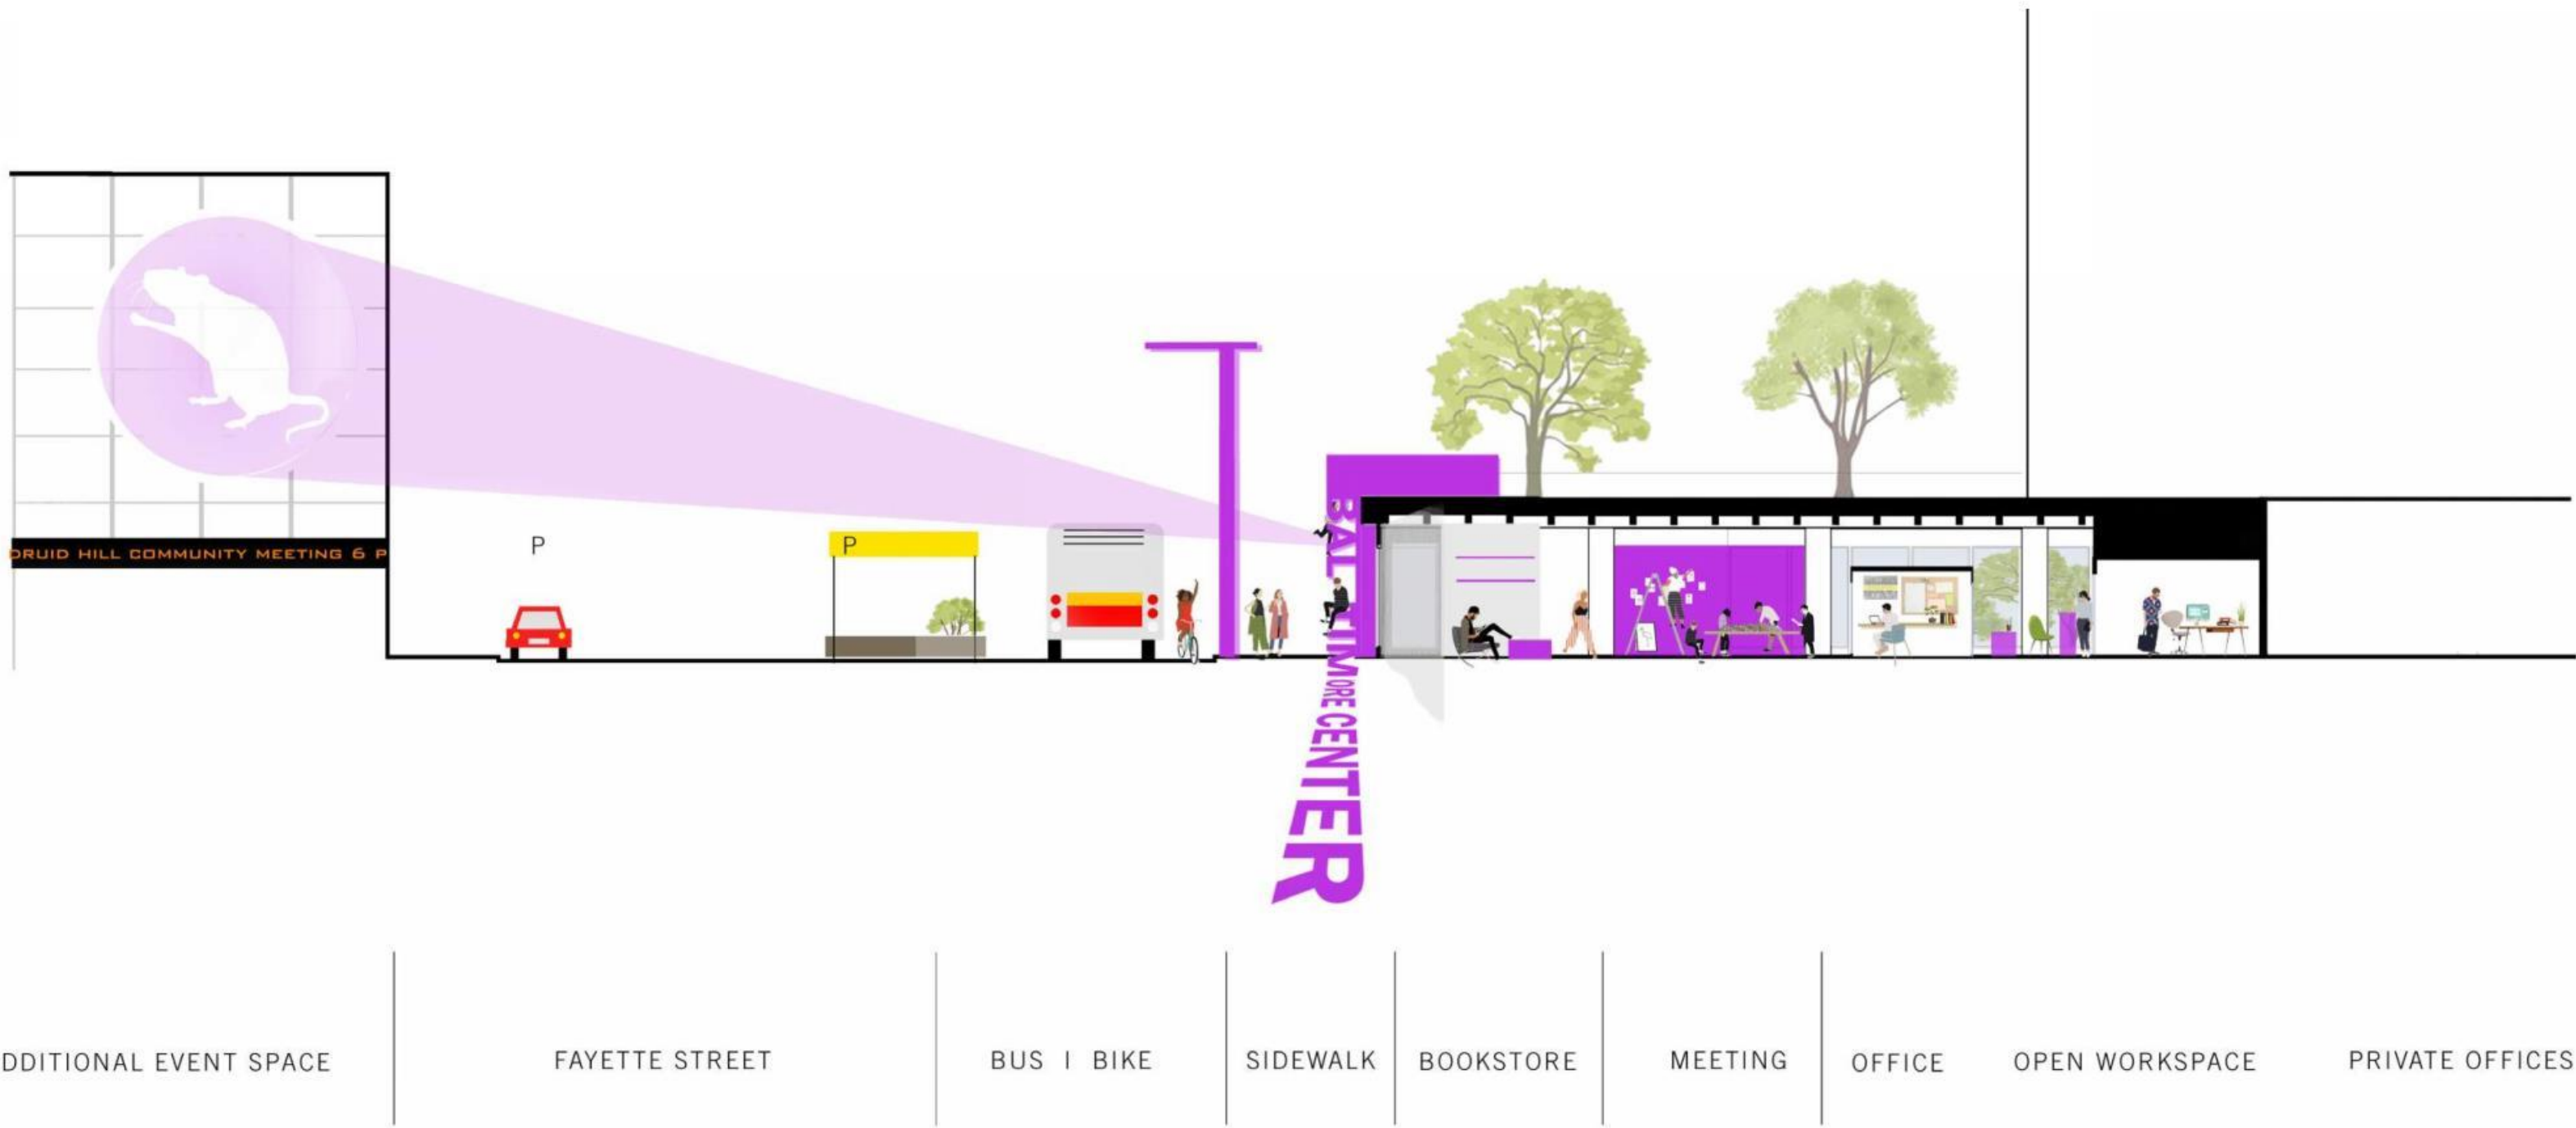 DRUID HILL COMMUNITY MEETING 6 P
P
P
BALTIMORE CENTER
DDITIONAL EVENT SPACE
FAYETTE STREET
BUS | BIKE
SIDEWALK
BOOKSTORE
MEETING
OFFICE
OPEN WORKSPACE
PRIVATE OFFICES